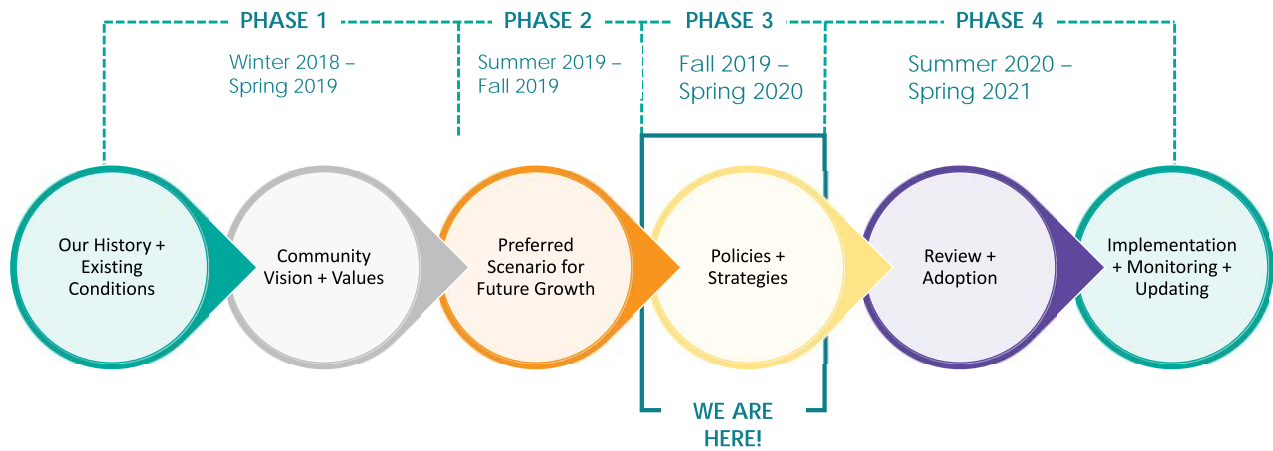 PHASE 1
PHASE 2
PHASE 3
PHASE 4
Winter 2018 –
Spring 2019
Summer 2019 –
Fall 2019
Fall 2019 –
Spring 2020
Summer 2020 –
Spring 2021
Our History +
Existing
Conditions
Community
Vision + Values
Preferred
Scenario for
Future Growth
Policies +
Strategies
Review +
Adoption
Implementation
+ Monitoring +
Updating
WE ARE
HERE!